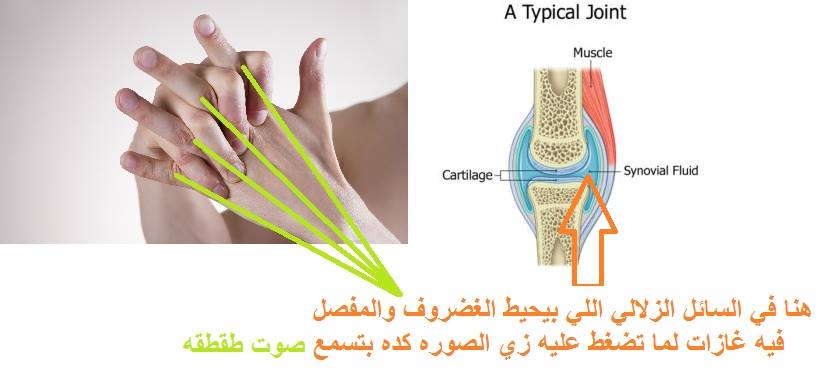 A Typical Joint
Muscle
Cartilage
Synovial Fluid
هنا في السائل الزلالي اللي بيحيط الغضروف والمفصل
فيه غازات لما تضغط عليه زي الصوره كده بتسمع صوت طقطقه